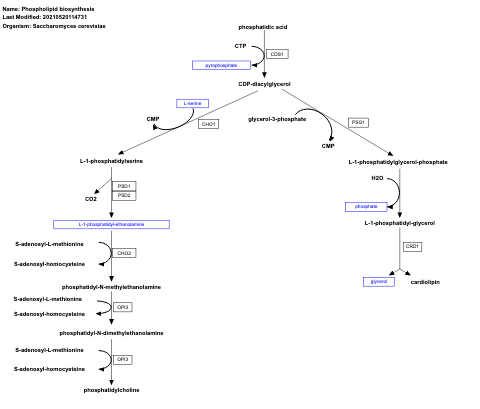 Name: Phospholipid biosynthesis
Last Modified: 20210520114731
Organism: Saccharomyces cerevisiae
phosphatidic acid
CTP
CDS1
pyrophosphate
CDP-diacylglycerol
L-serine
CMP
CHO1
glycerol-3-phosphate
PSG1
CMP
L-1-phosphatidylserine
L-1-phosphatidylglycerol-phosphate
PSD1
PSD2
CO2
H2O
phosphate
L-1-phosphatidyl-ethanolamine
L-1-phosphatidyl-glycerol
S-adenosyl-L-methionine
CHO2
S-adenosyl-homocysteine
CRD1
glycerol
cardiolipin
phosphatidyl-N-methylethanolamine
S-adenosyl-L-methionine
OPI3
S-adenosyl-homocysteine
phosphatidyl-N-dimethylethanolamine
S-adenosyl-L-methionine
OPI3
S-adenosyl-homocysteine
phosphatidylcholine